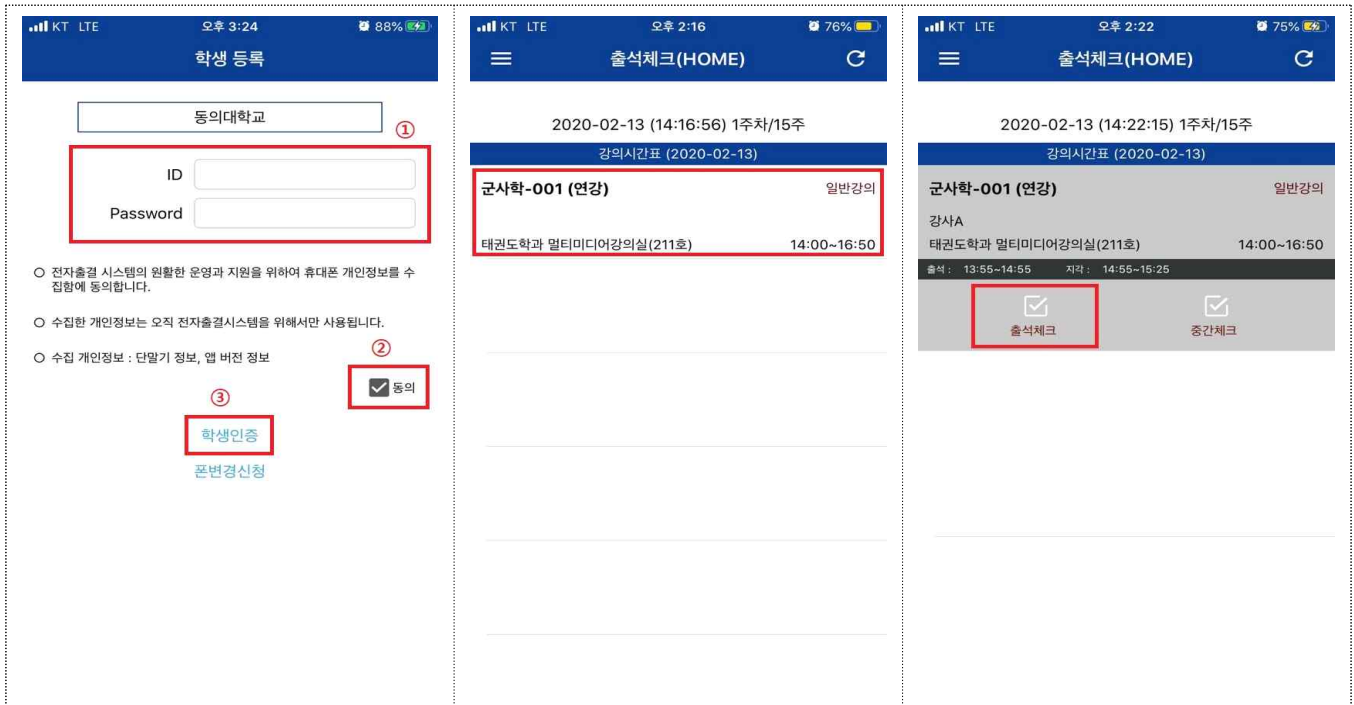 KT LTE 오후 3:24 88%
학생 등록
동의대학교
①
ID
Password
○ 전자출결 시스템의 원활한 운영과 지원을 위하여 휴대폰 개인정보를 수
집함에 동의합니다.
○ 수집한 개인정보는 오직 전자출결시스템을 위해서만 사용됩니다.
○ 수집 개인정보 : 단말기 정보, 앱 버전 정보
②
동의
③
학생인증
폰변경신청
KT LTE 오후 2:16 76%
출석체크(HOME)
2020-02-13 (14:16:56) 1주차/15주
강의시간표 (2020-02-13)
군사학-001 (연강) 일반강의
태권도학과 멀티미디어강의실(211호) 14:00~16:50
KT LTE 오후 2:22 75%
출석체크(HOME)
2020-02-13 (14:22:15) 1주차/15주
강의시간표 (2020-02-13)
군사학-001 (연강) 일반강의
강사A
태권도학과 멀티미디어강의실(211호) 14:00~16:50
출석 : 13:55~14:55 지각 : 14:55~15:25
출석체크 중간체크